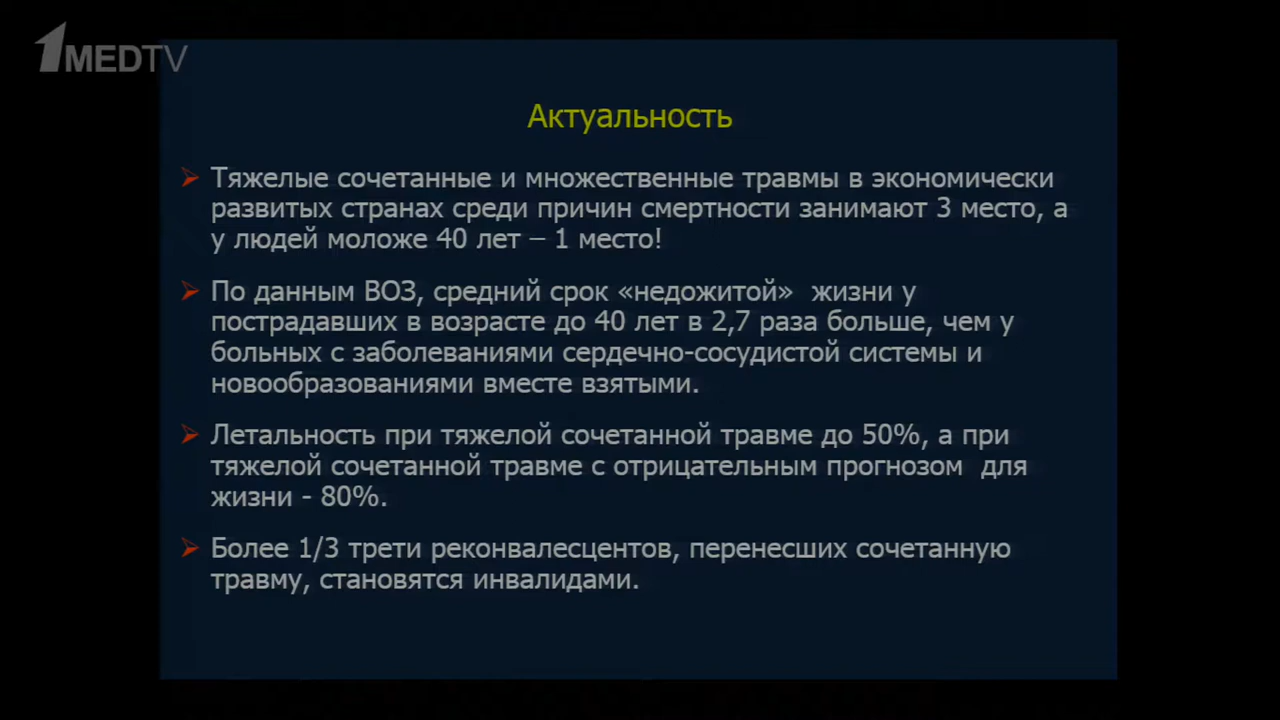 1MEDTV
Актуальность
Тяжелые сочетанные и множественные травмы в экономически
развитых странах среди причин смертности занимают 3 место, а
у людей моложе 40 лет – 1 место!
По данным ВОЗ, средний срок «недожитой»  жизни у
пострадавших в возрасте до 40 лет в 2,7 раза больше, чем у
больных с заболеваниями сердечно-сосудистой системы и
новообразованиями вместе взятыми.
Летальность при тяжелой сочетанной травме до 50%, а при
тяжелой сочетанной травме с отрицательным прогнозом  для
жизни - 80%.
Более 1/3 трети реконвалесцентов, перенесших сочетанную
травму, становятся инвалидами.